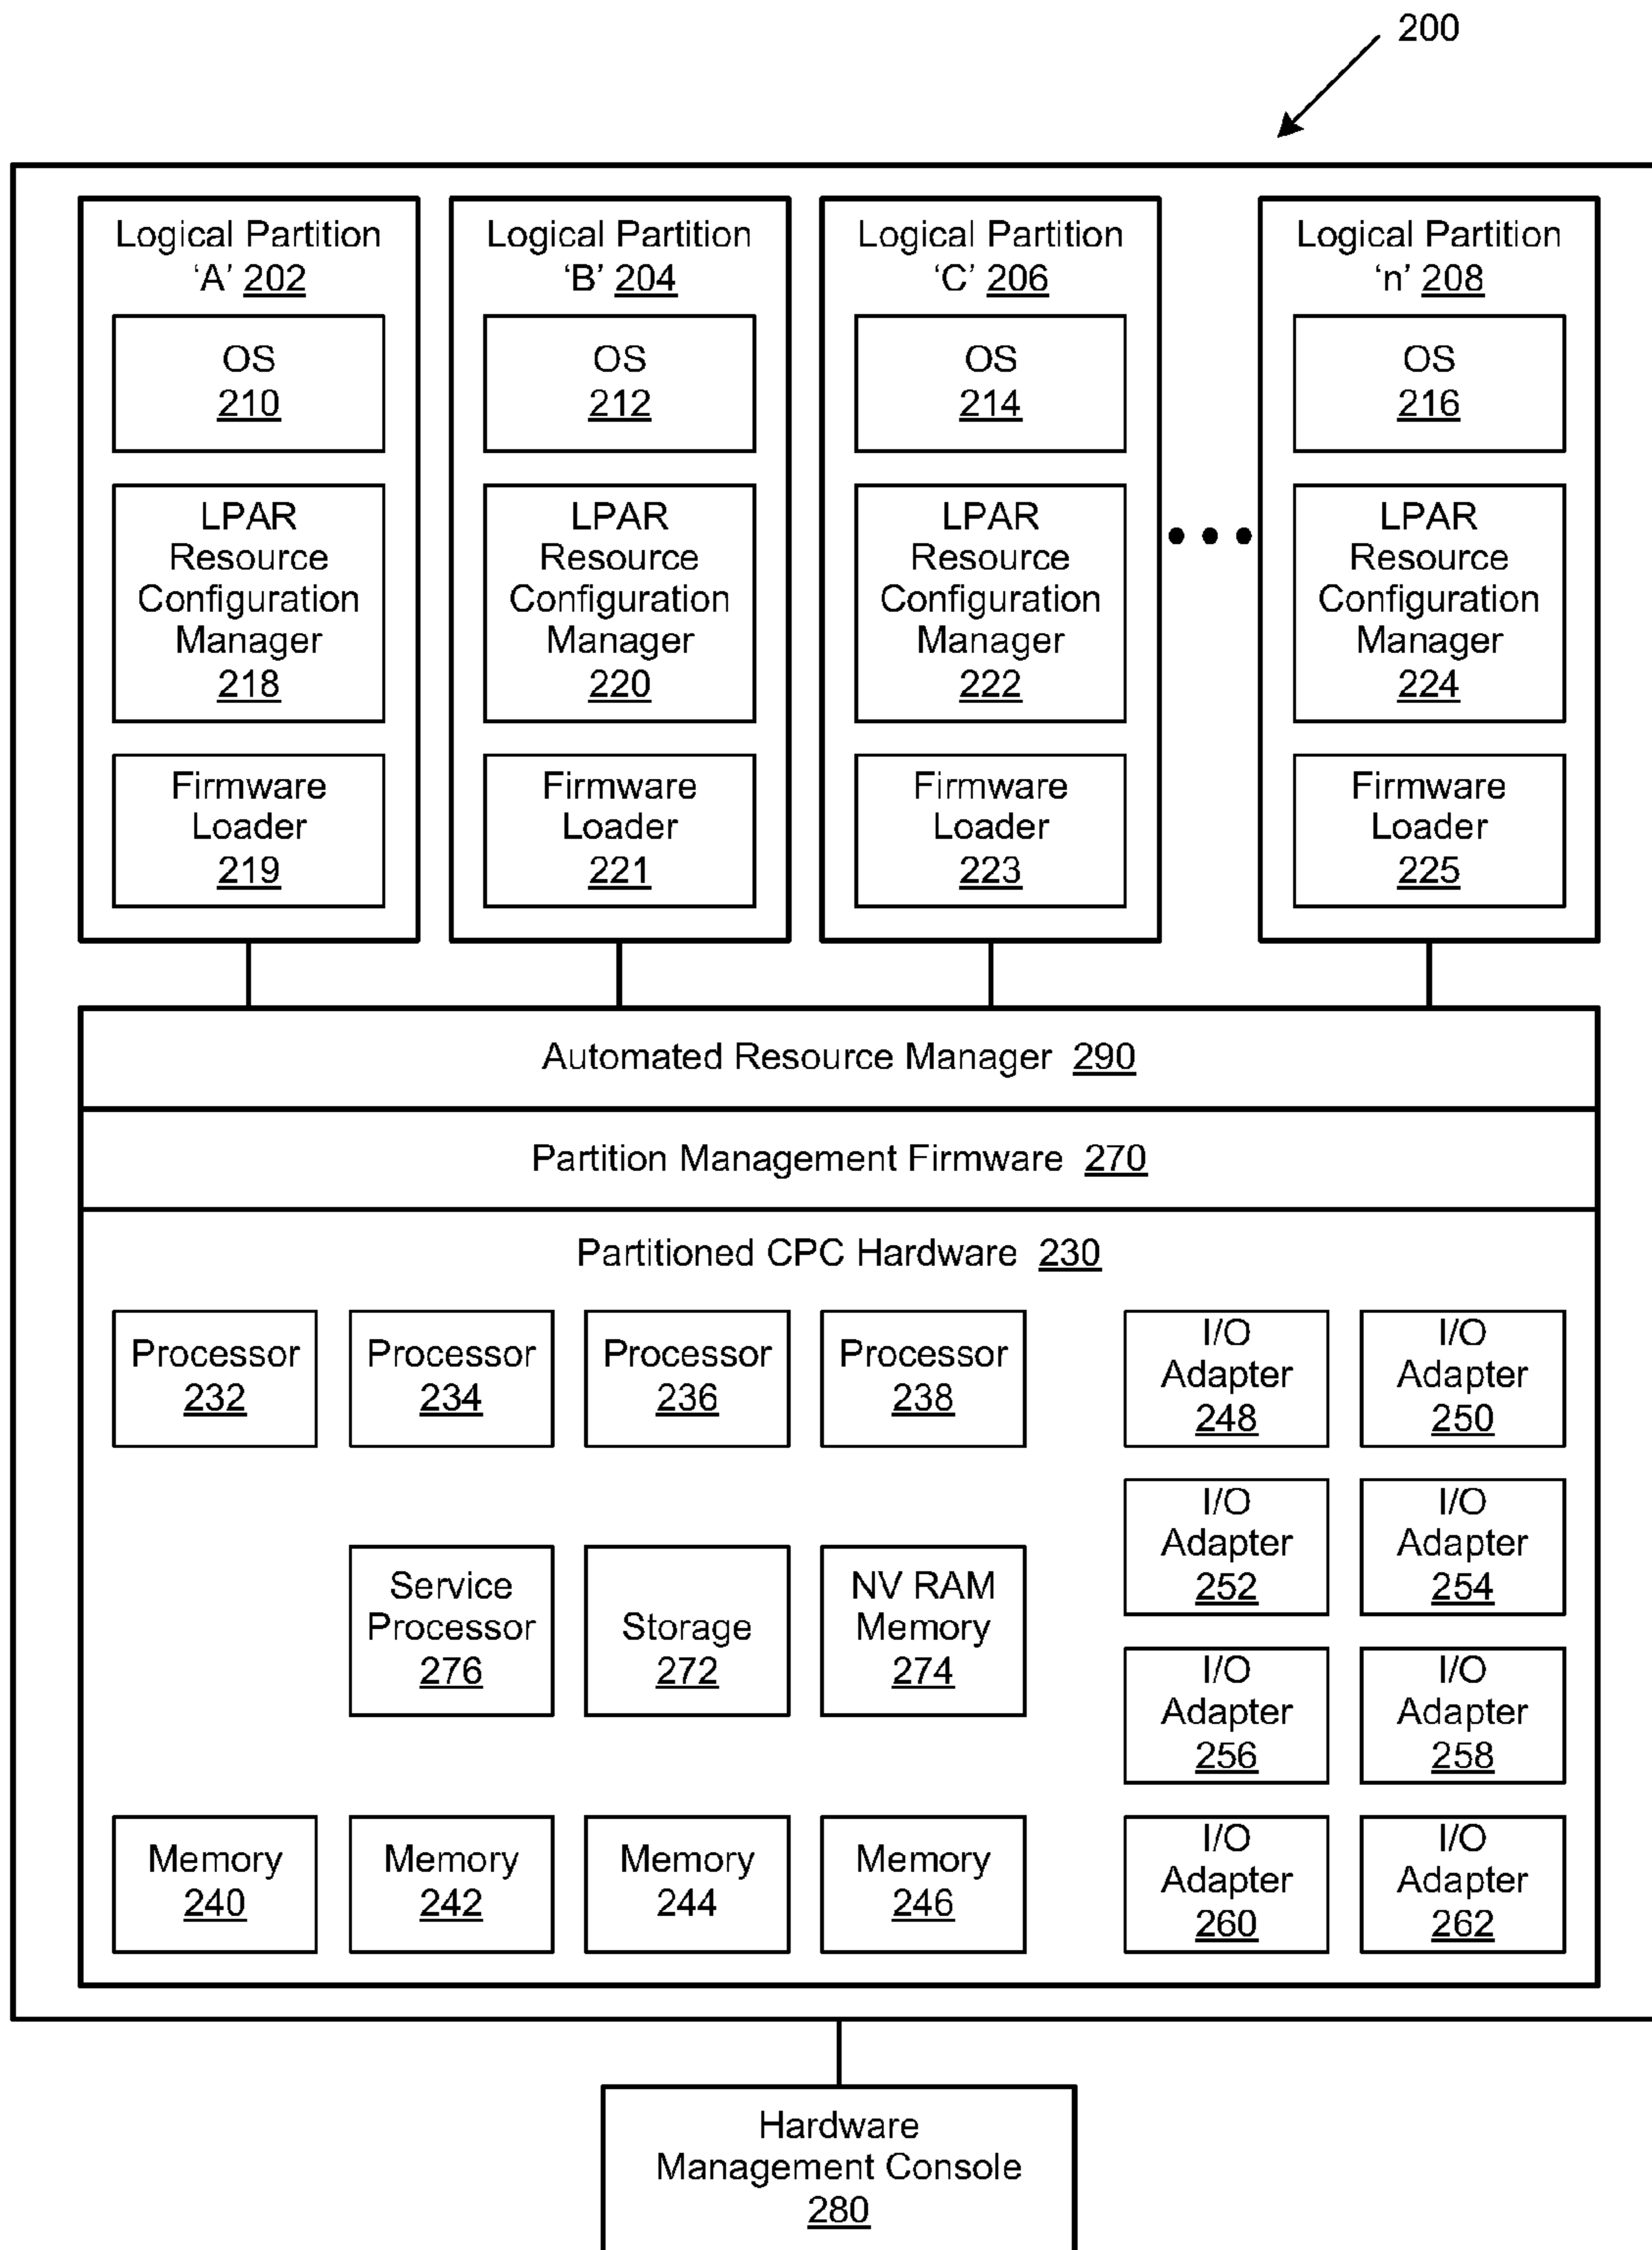 200
Logical Partition
‘A’ 202
OS
210
LPAR
Resource
Configuration
Manager
218
Firmware
Loader
219
Logical Partition
‘B’ 204
OS
212
LPAR
Resource
Configuration
Manager
220
Firmware
Loader
221
Logical Partition
‘C’ 206
OS
214
LPAR
Resource
Configuration
Manager
222
Firmware
Loader
223
Logical Partition
‘n’ 208
OS
216
LPAR
Resource
Configuration
Manager
224
Firmware
Loader
225
Automated Resource Manager 290
Partition Management Firmware 270
Partitioned CPC Hardware 230
Processor
232
Processor
234
Processor
236
Processor
238
I/O
Adapter
248
I/O
Adapter
250
I/O
Adapter
252
I/O
Adapter
254
Service
Processor
276
Storage
272
NV RAM
Memory
274
I/O
Adapter
256
I/O
Adapter
258
Memory
240
Memory
242
Memory
244
Memory
246
I/O
Adapter
260
I/O
Adapter
262
Hardware
Management Console
280